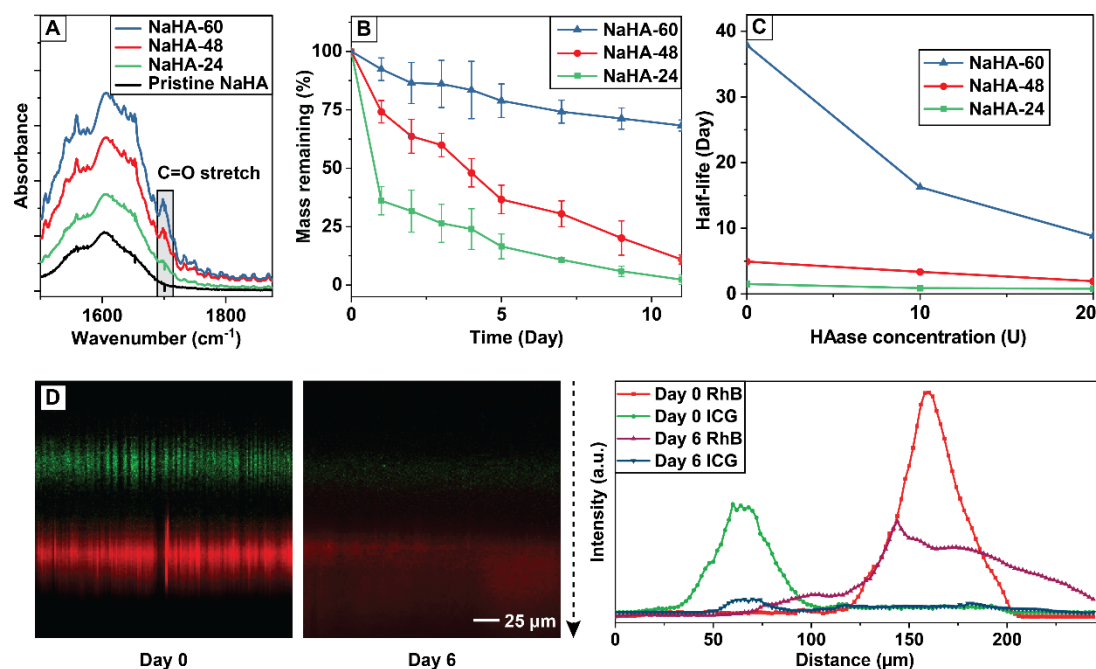 A
NaHA-60
NaHA-48
NaHA-24
Pristine NaHA
C=O stretch
Absorbance
1600
1800
Wavenumber (cm⁻¹)
B
NaHA-60
NaHA-48
NaHA-24
100
75
50
25
0
Mass remaining (%)
0
5
10
Time (Day)
C
NaHA-60
NaHA-48
NaHA-24
40
30
20
10
0
Half-life (Day)
0
10
20
HAase concentration (U)
D
25 μm
Day 0
Day 6
Day 0 RhB
Day 0 ICG
Day 6 RhB
Day 6 ICG
Intensity (a.u.)
0
50
100
150
200
Distance (μm)